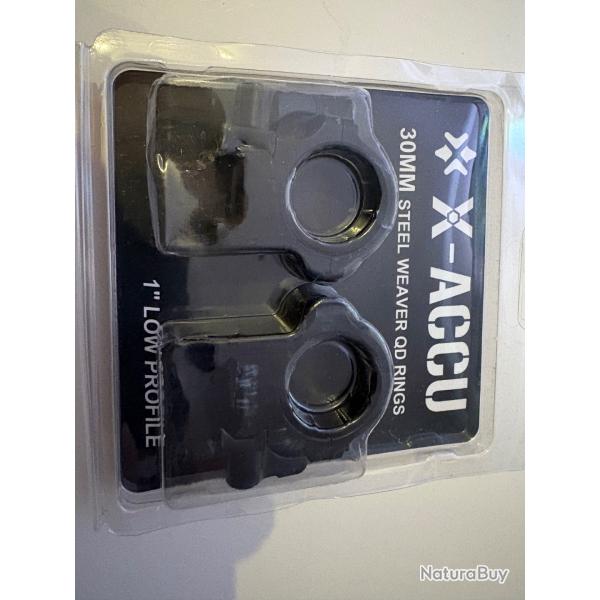 X-ACCU
30MM STEEL WEAVER QD RINGS
1" LOW PROFILE
NaturaBuy